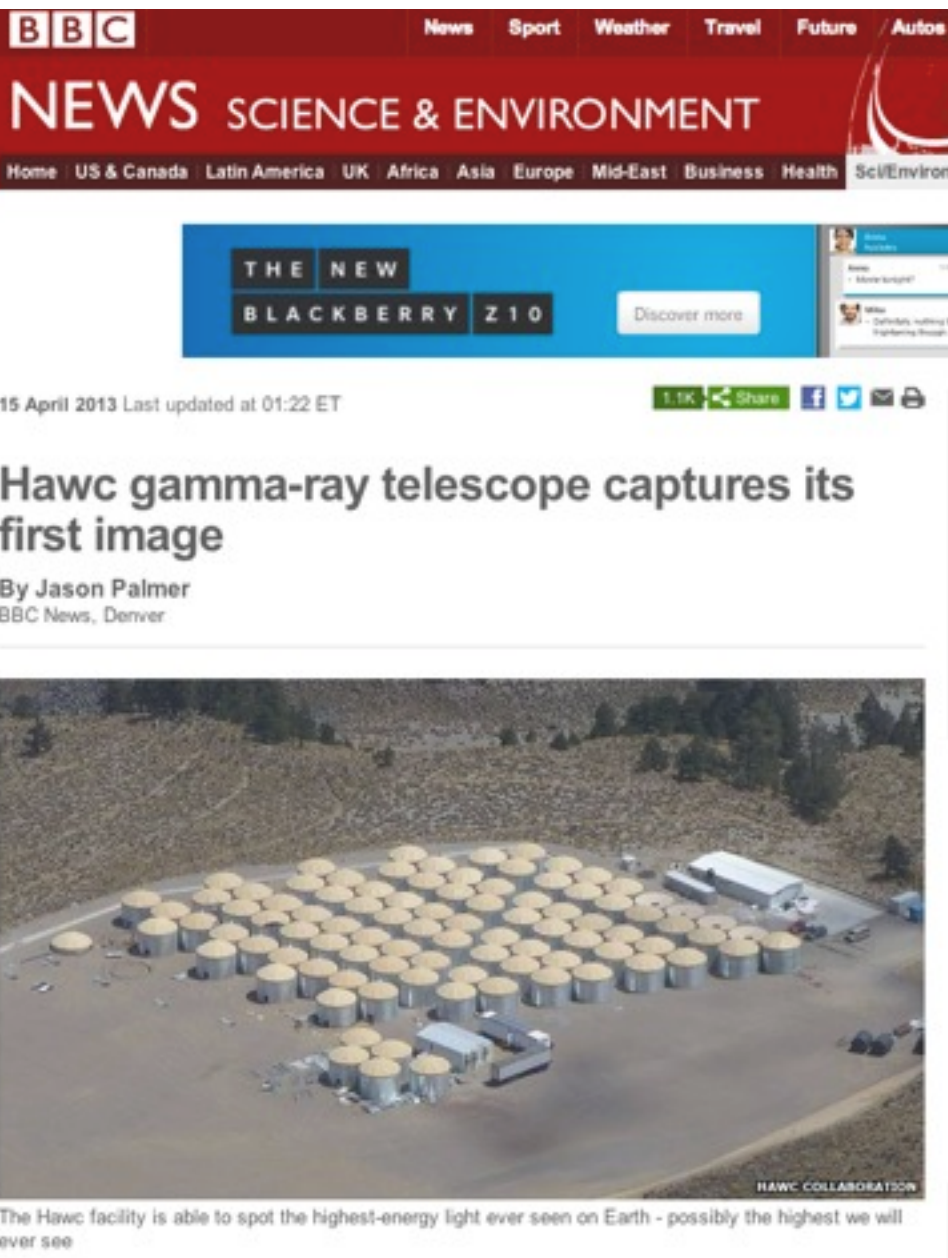 BBC
News Sport Weather Travel Future Autos
NEWS SCIENCE & ENVIRONMENT
Home US & Canada Latin America UK Africa Asia Europe Mid-East Business Health Sci/Environ
THE NEW
BLACKBERRY Z10
Discover more
15 April 2013 Last updated at 01:22 ET
1.1K Share
Hawc gamma-ray telescope captures its
first image
By Jason Palmer
BBC News, Denver
HAWC COLLABORATION
The Hawc facility is able to spot the highest-energy light ever seen on Earth - possibly the highest we will
ever see